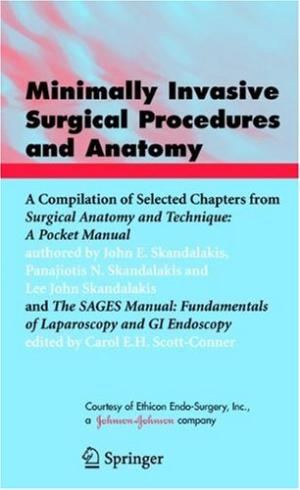 Minimally Invasive
Surgical Procedures
and Anatomy
A Compilation of Selected Chapters from
Surgical Anatomy and Technique:
A Pocket Manual
authored by John E. Skandalakis,
Panajiotis N. Skandalakis and
Lee John Skandalakis
and The SAGES Manual: Fundamentals
of Laparoscopy and GI Endoscopy
edited by Carol E.H. Scott-Conner
Courtesy of Ethicon Endo-Surgery, Inc.,
a Johnson & Johnson company
Springer